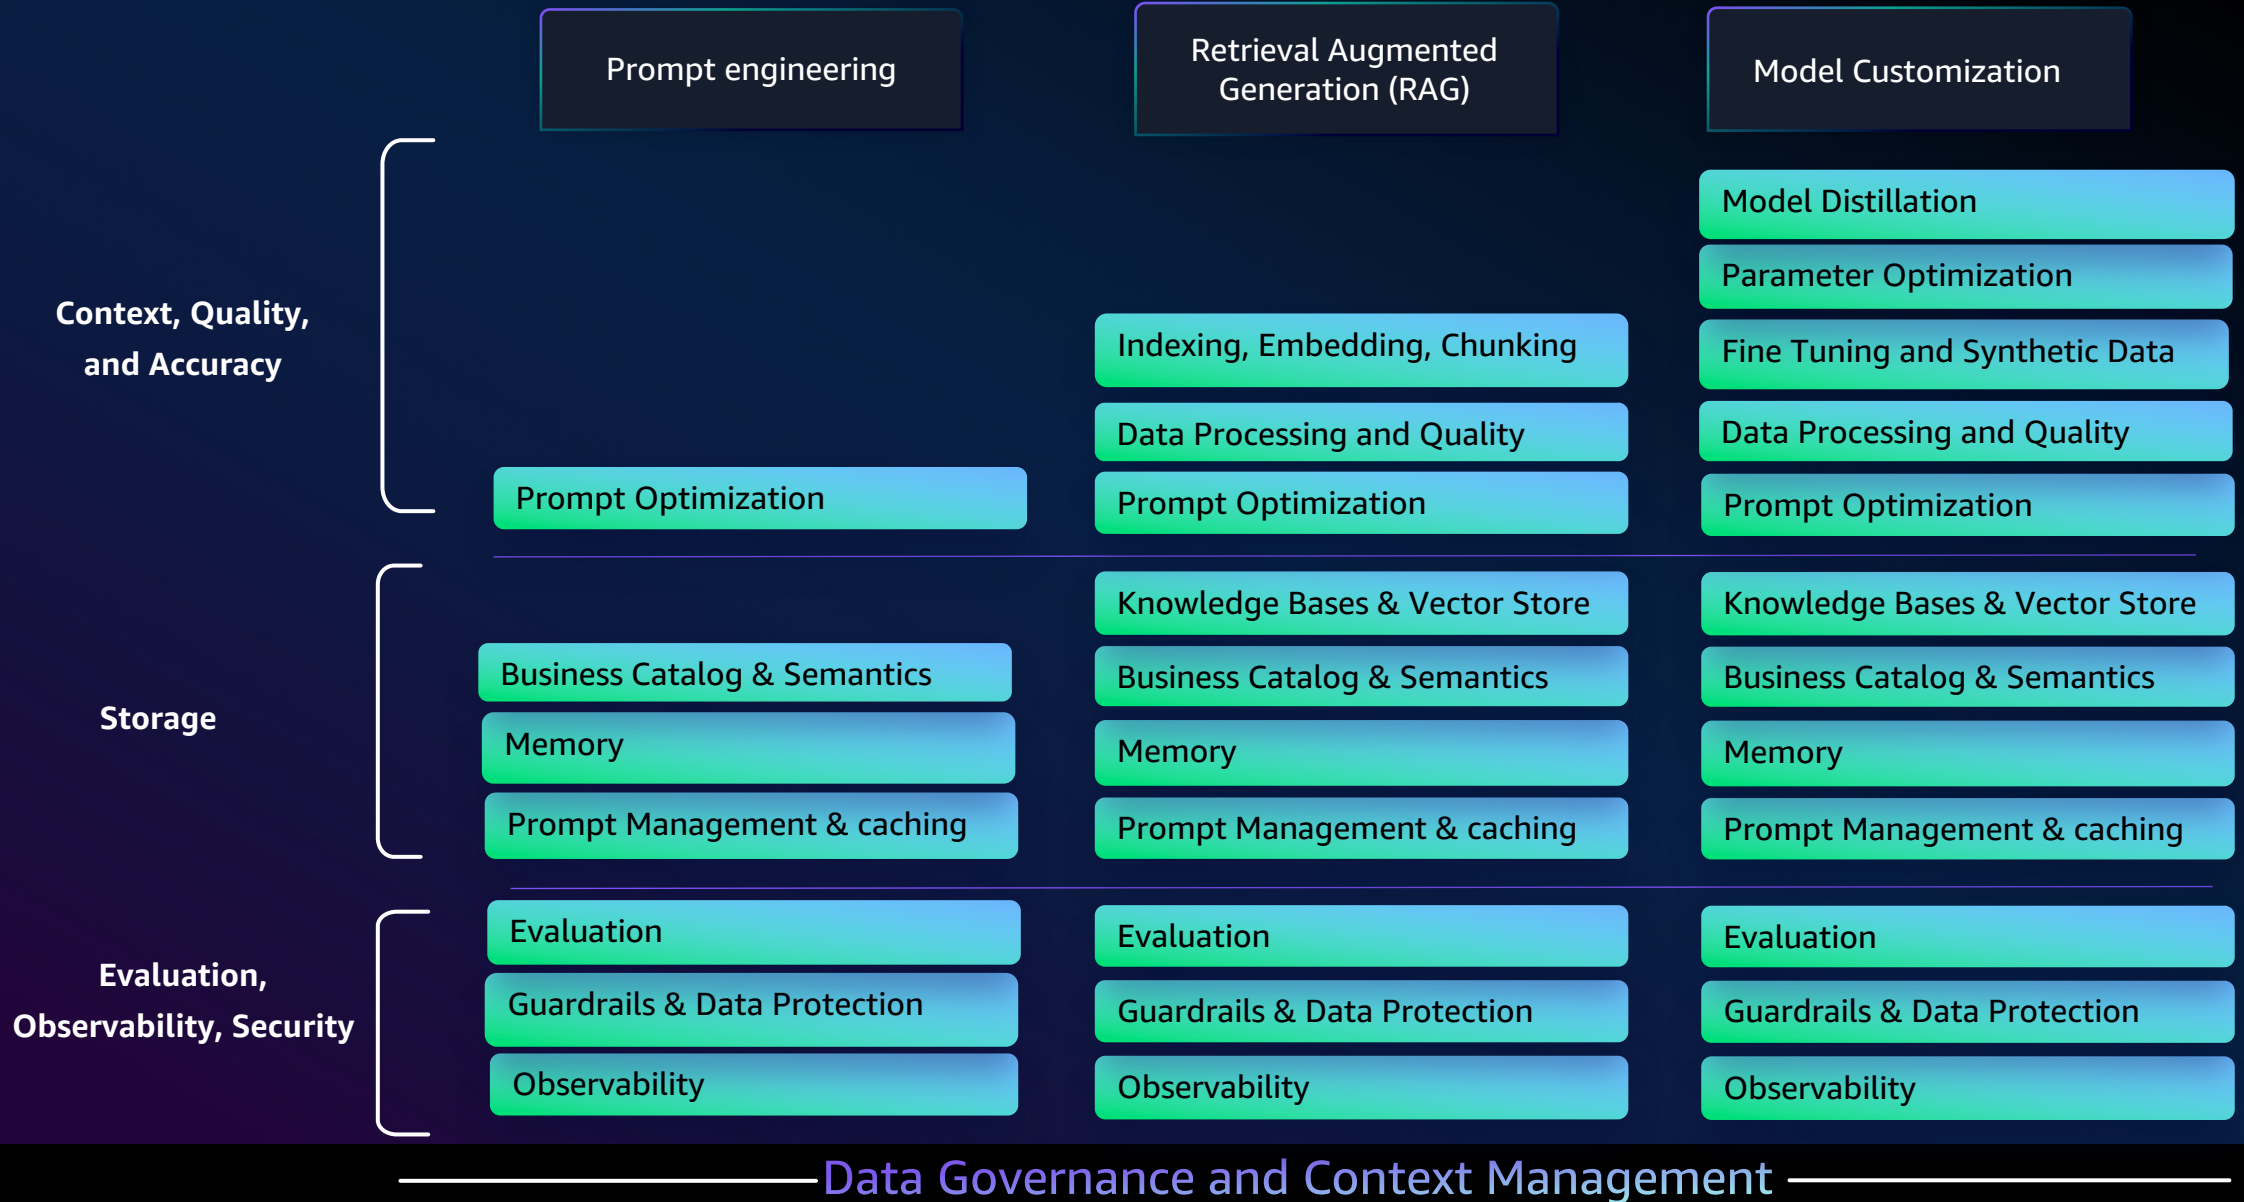 Prompt engineering
Retrieval Augmented
Generation (RAG)
Model Customization
Context, Quality,
and Accuracy
Prompt Optimization
Indexing, Embedding, Chunking
Data Processing and Quality
Prompt Optimization
Model Distillation
Parameter Optimization
Fine Tuning and Synthetic Data
Data Processing and Quality
Prompt Optimization
Storage
Business Catalog & Semantics
Memory
Prompt Management & caching
Knowledge Bases & Vector Store
Business Catalog & Semantics
Memory
Prompt Management & caching
Knowledge Bases & Vector Store
Business Catalog & Semantics
Memory
Prompt Management & caching
Evaluation,
Observability, Security
Evaluation
Guardrails & Data Protection
Observability
Evaluation
Guardrails & Data Protection
Observability
Evaluation
Guardrails & Data Protection
Observability
Data Governance and Context Management